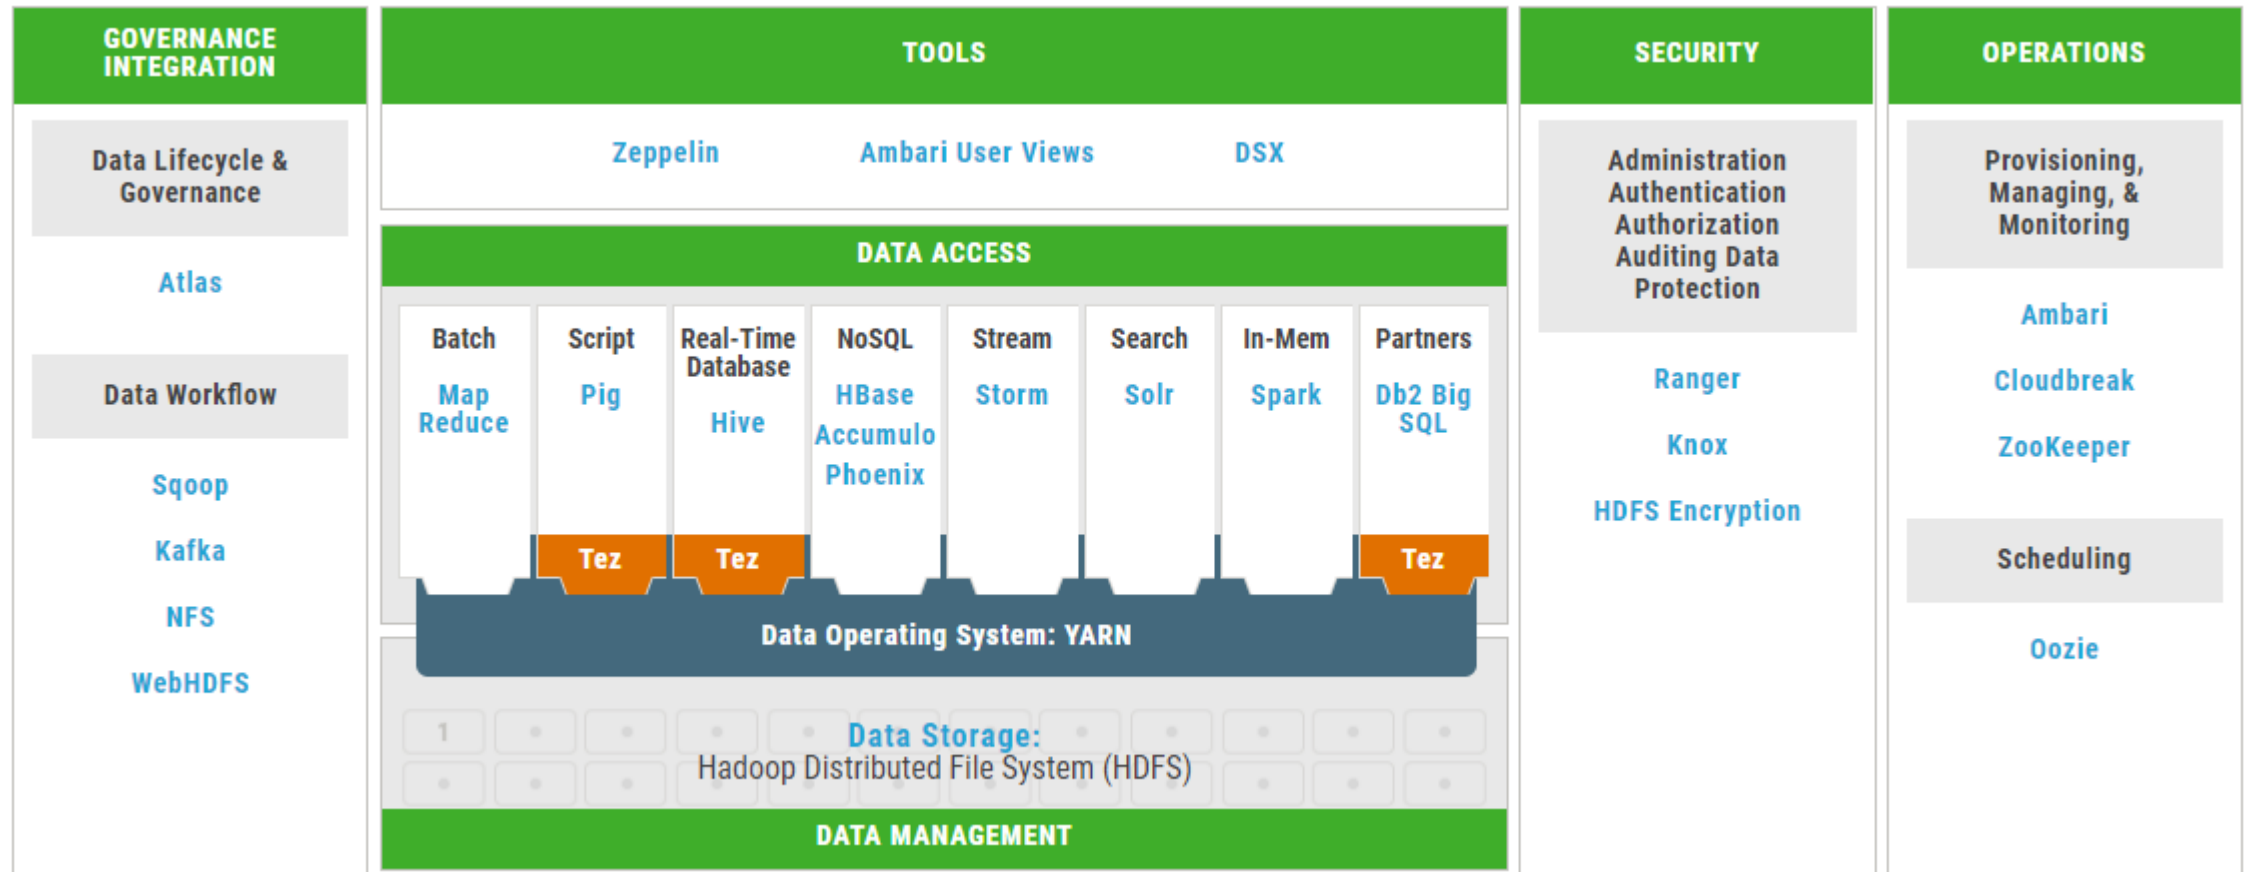 GOVERNANCE
INTEGRATION
Data Lifecycle &
Governance
Atlas
Data Workflow
Sqoop
Kafka
NFS
WebHDFS
TOOLS
Zeppelin
Ambari User Views
DSX
DATA ACCESS
Batch
Map
Reduce
Script
Pig
Tez
Real-Time
Database
Hive
Tez
NoSQL
HBase
Accumulo
Phoenix
Stream
Storm
Search
Solr
In-Mem
Spark
Partners
Db2 Big
SQL
Tez
Data Operating System: YARN
1
Data Storage:
Hadoop Distributed File System (HDFS)
DATA MANAGEMENT
SECURITY
Administration
Authentication
Authorization
Auditing Data
Protection
Ranger
Knox
HDFS Encryption
OPERATIONS
Provisioning,
Managing, &
Monitoring
Ambari
Cloudbreak
ZooKeeper
Scheduling
Oozie